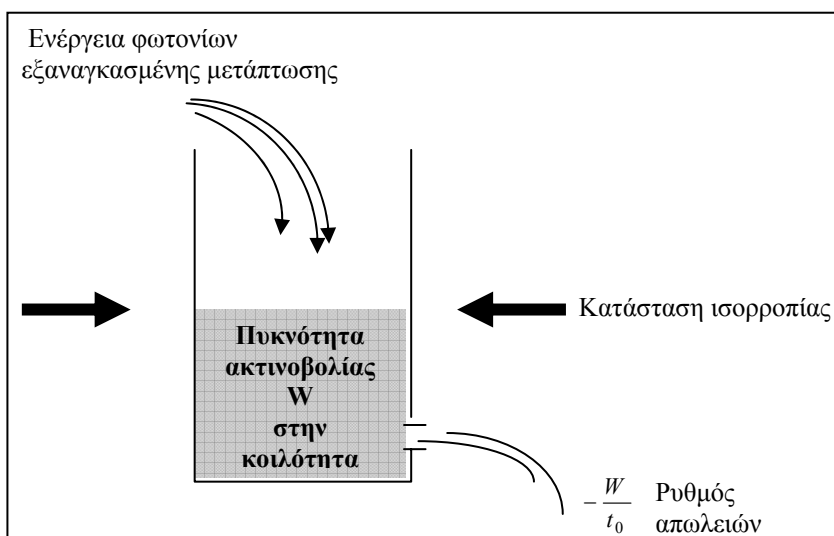 Ενέργεια φωτονίων
εξαναγκασμένης μετάπτωσης
Κατάσταση ισορροπίας
Πυκνότητα
ακτινοβολίας
W
στην
κοιλότητα
−W/t₀ Ρυθμός
απωλειών